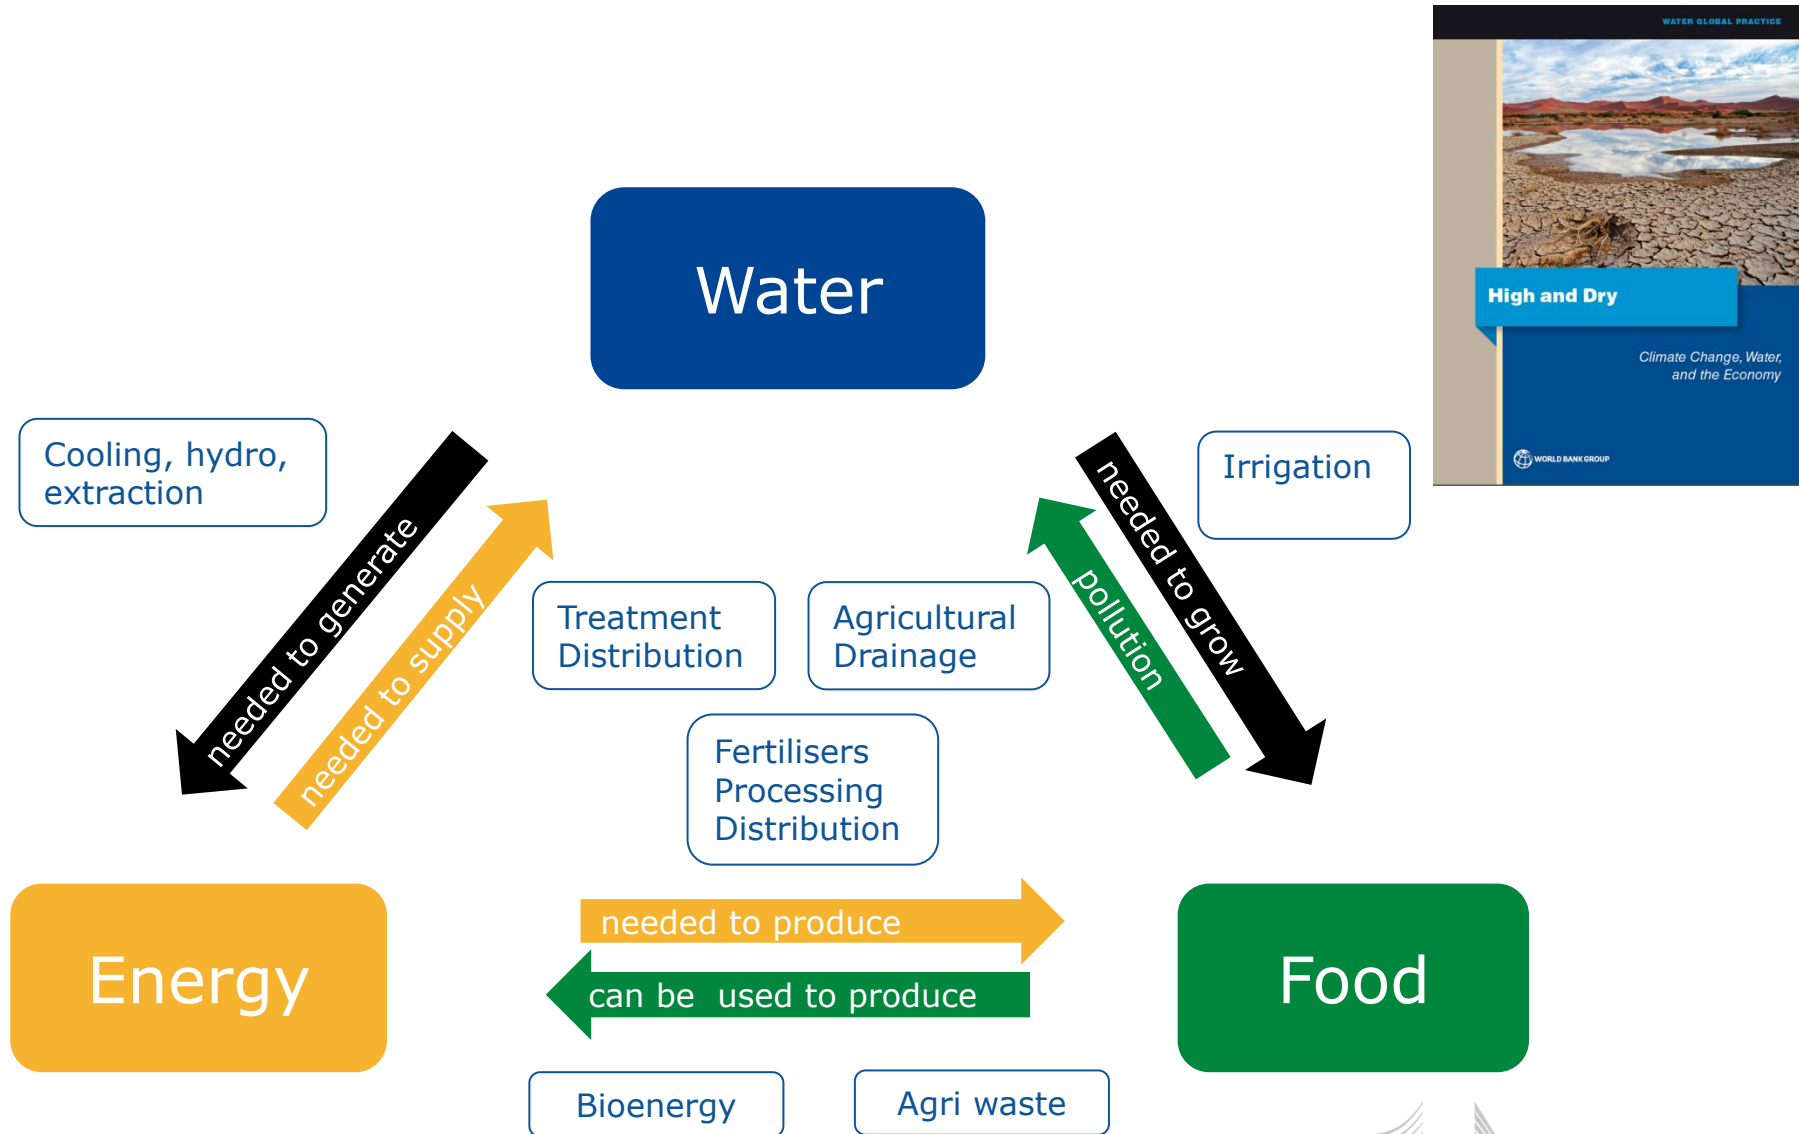 WATER GLOBAL PRACTICE
High and Dry
Climate Change, Water,
and the Economy
WORLD BANK GROUP
Water
Cooling, hydro,
extraction
needed to generate
needed to supply
Treatment
Distribution
Agricultural
Drainage
pollution
needed to grow
Irrigation
Fertilisers
Processing
Distribution
Energy
needed to produce
can be  used to produce
Food
Bioenergy
Agri waste